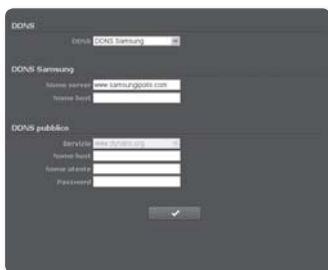 DDNS
DDNS DDNS Samsung
DDNS Samsung
Nome server www.samsungipolis.com
Nome host
DDNS pubblico
Servizio www.dyndns.org
Nome host
Nome utente
Password